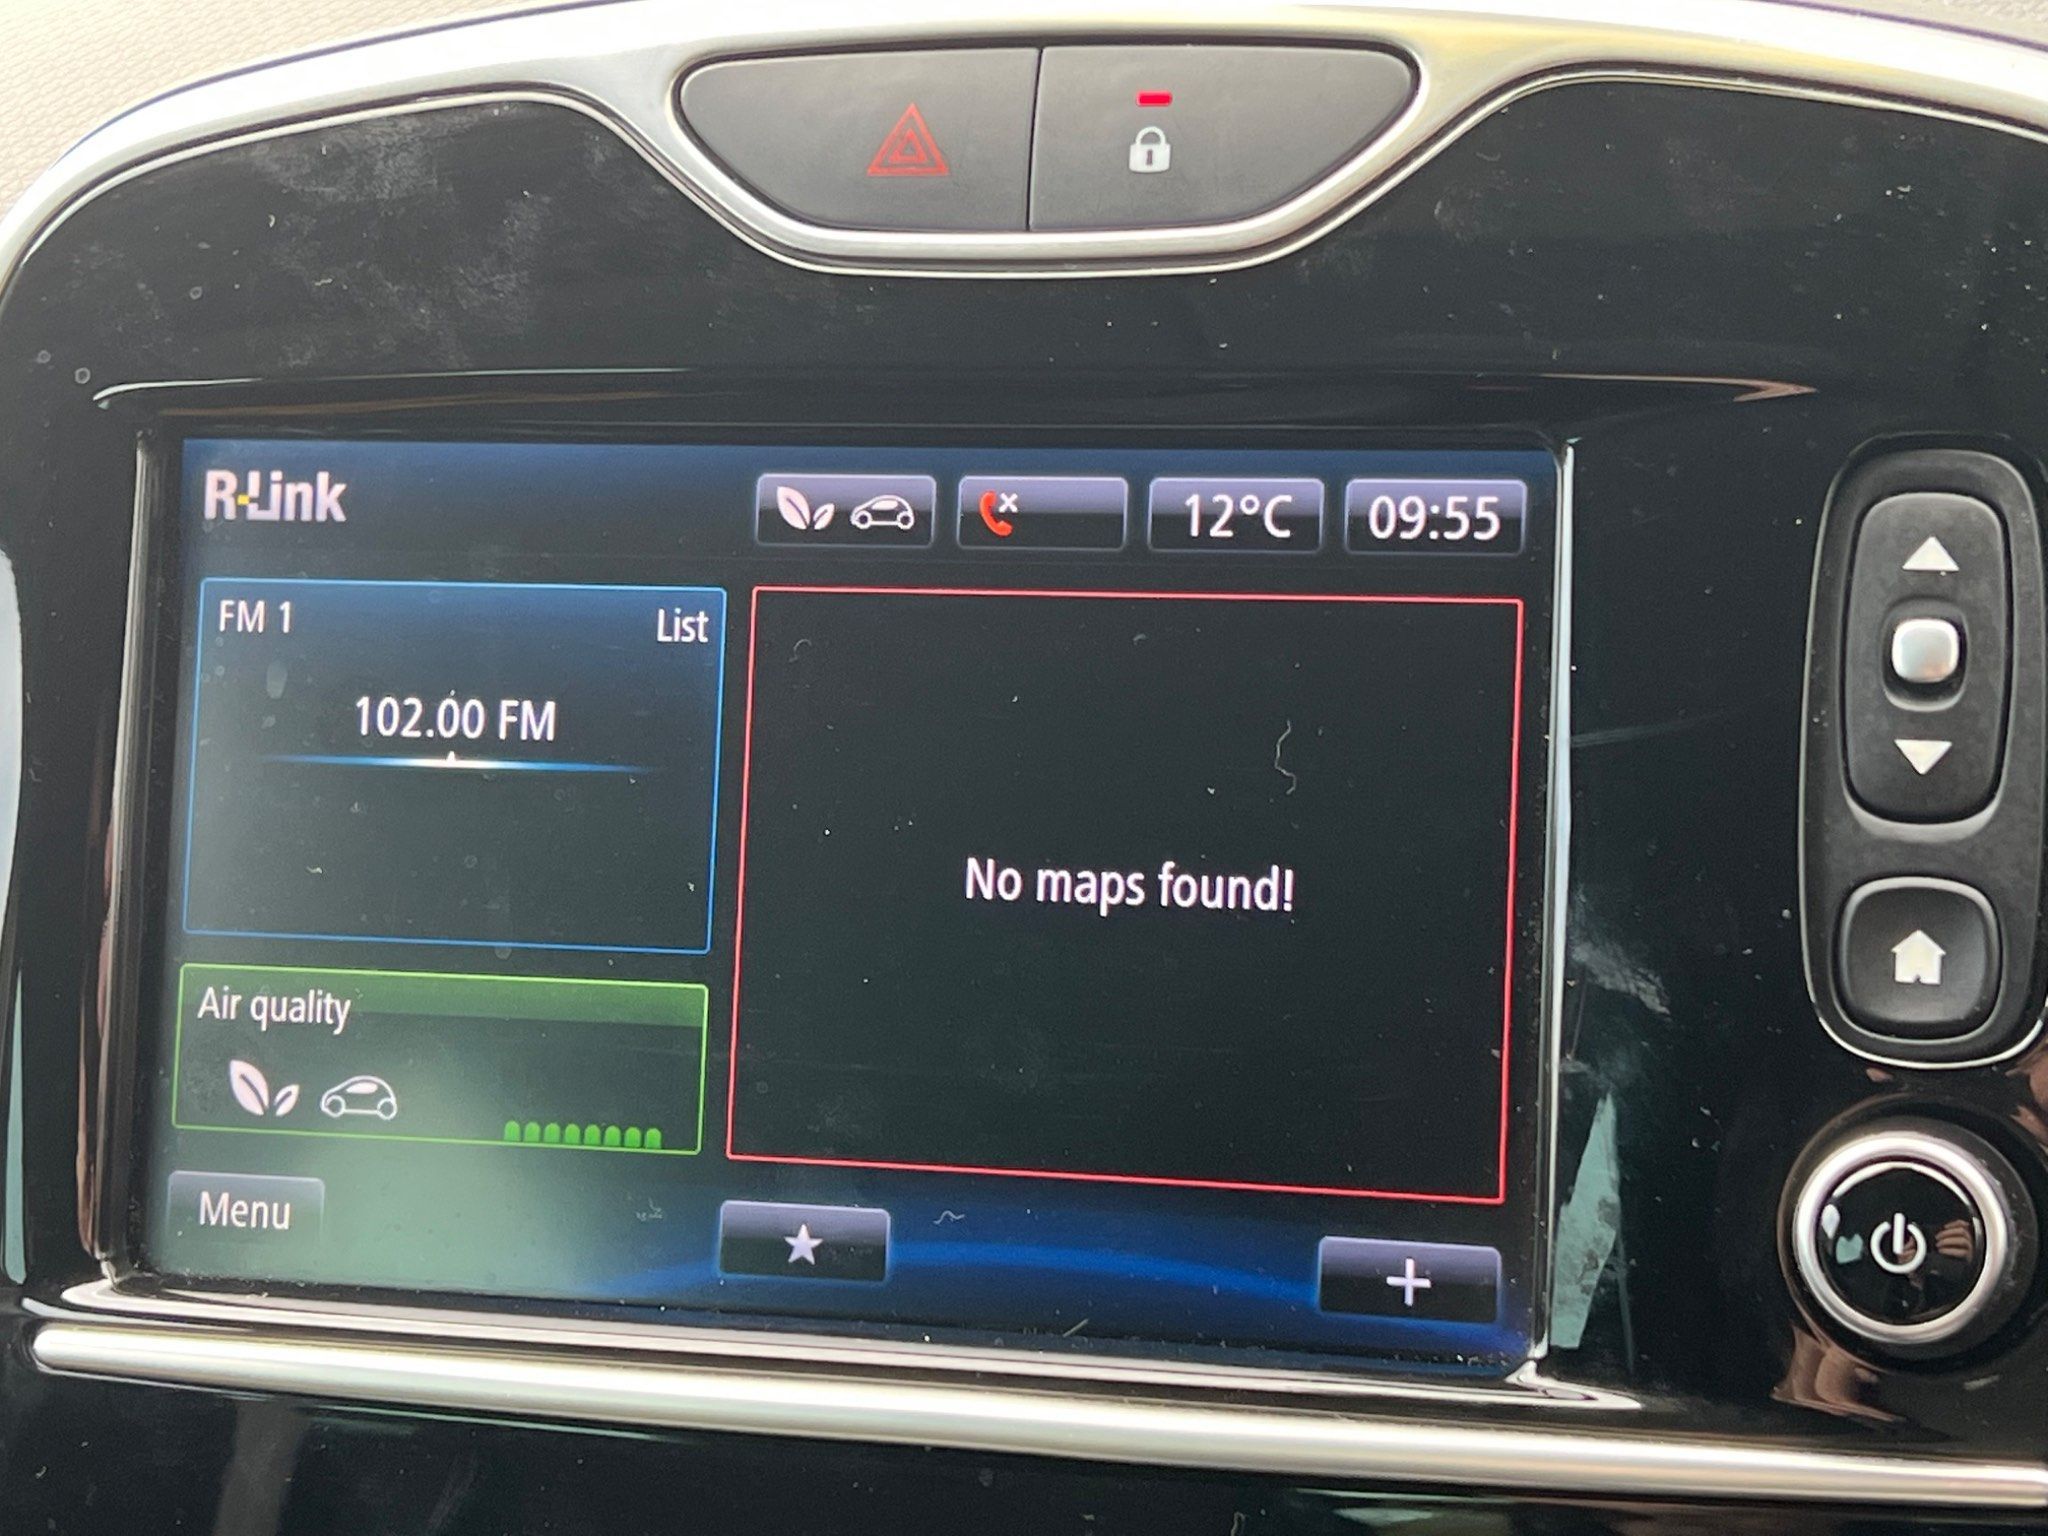 R-Link
12°C
09:55
FM 1
List
102.00 FM
No maps found!
Air quality
Menu